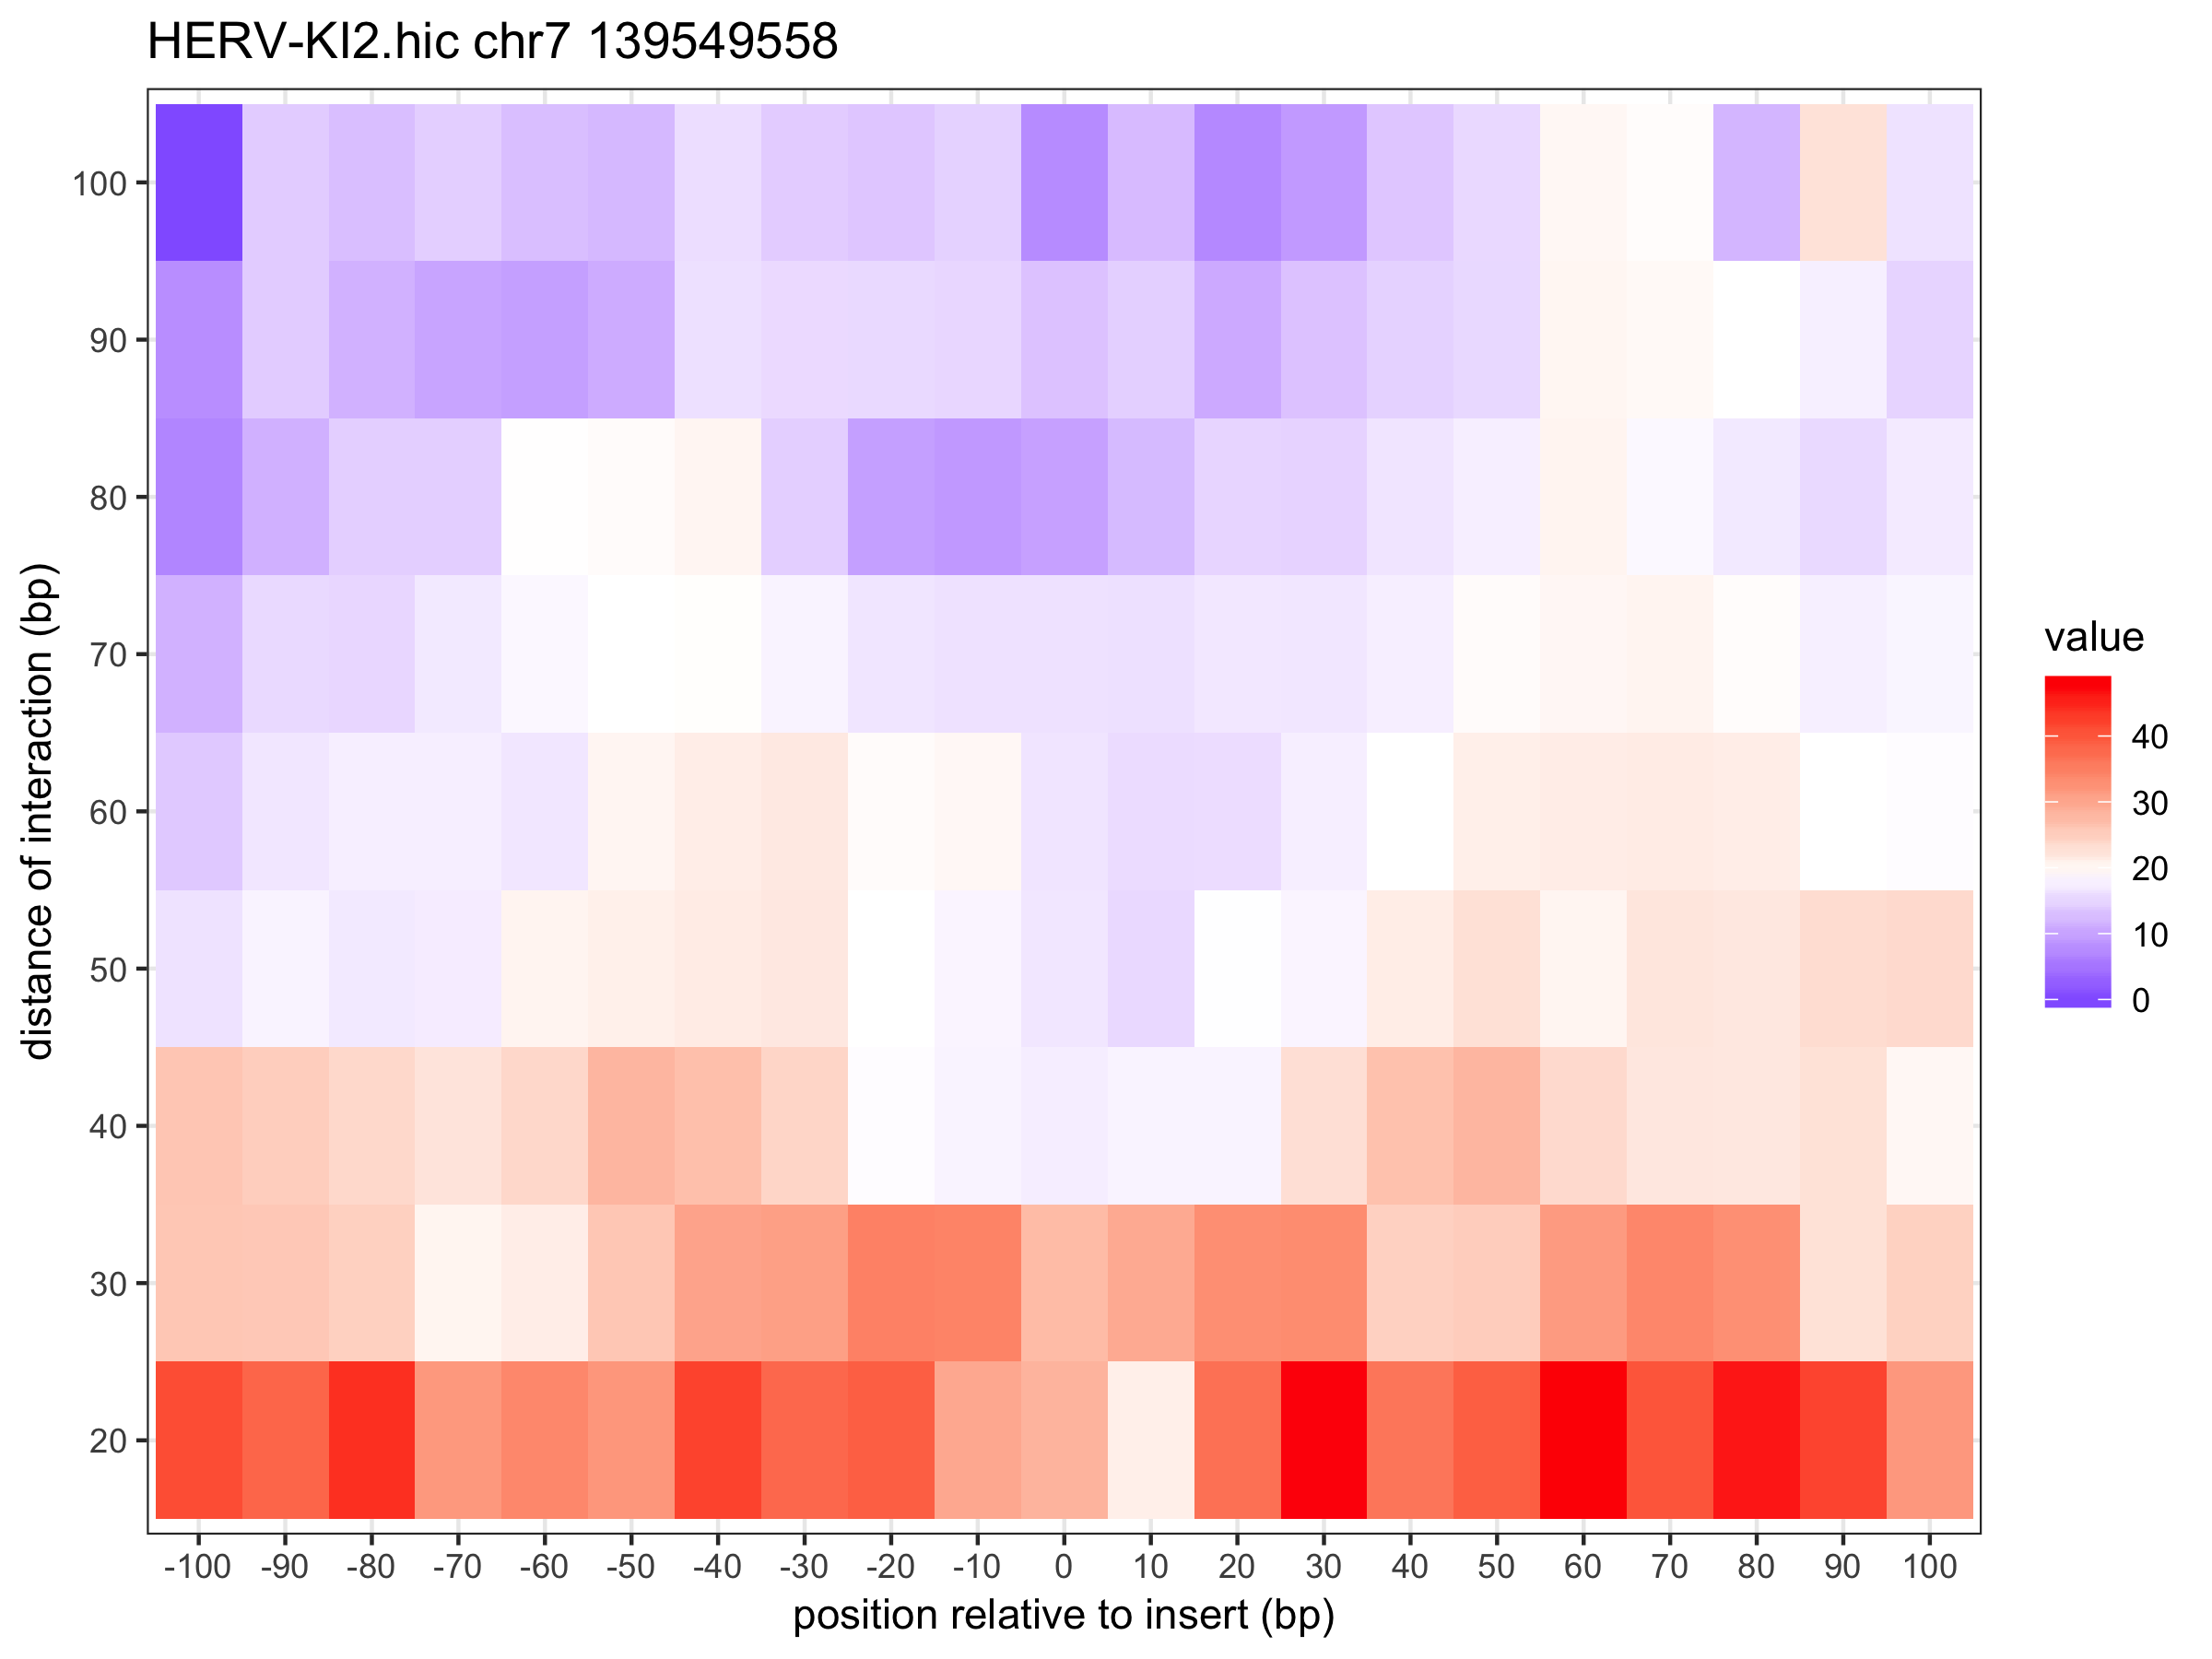 HERV-KI2.hic chr7 139549558
100
90
80
70
60
50
40
30
20
distance of interaction (bp)
-100 -90 -80 -70 -60 -50 -40 -30 -20 -10 0 10 20 30 40 50 60 70 80 90 100
position relative to insert (bp)
value
40
30
20
10
0